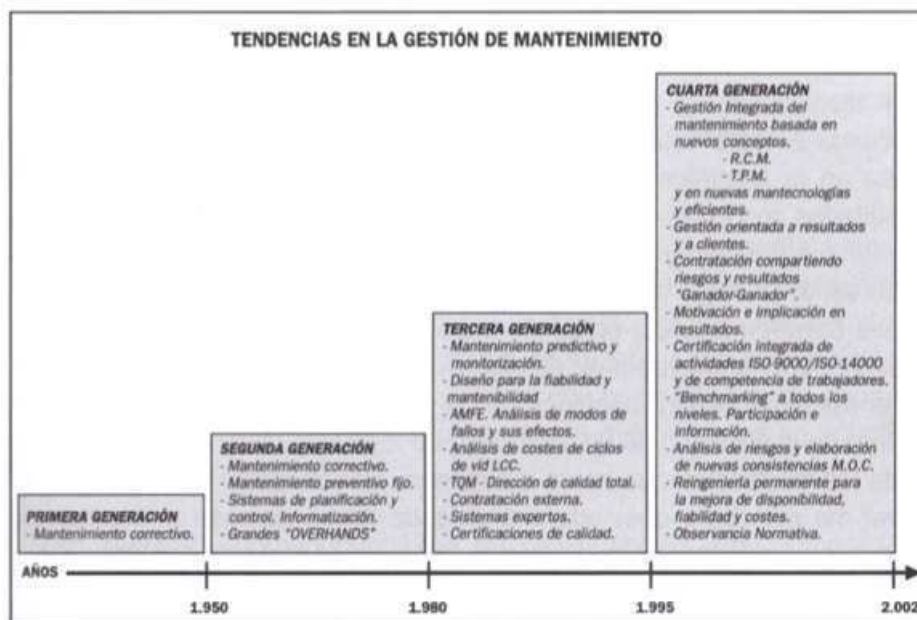 TENDENCIAS EN LA GESTIÓN DE MANTENIMIENTO
PRIMERA GENERACIÓN
- Mantenimiento correctivo.
SEGUNDA GENERACIÓN
- Mantenimiento correctivo.
- Mantenimiento preventivo fijo.
- Sistemas de planificación y
control. Informatización.
- Grandes "OVERHANDS"
TERCERA GENERACIÓN
- Mantenimiento predictivo y
monitorización.
- Diseño para la fiabilidad y
mantenibilidad
- AMFE. Análisis de modos de
fallos y sus efectos.
- Análisis de costes de ciclos
de vid LCC.
- TQM - Dirección de calidad total.
- Contratación externa.
- Sistemas expertos.
- Certificaciones de calidad.
CUARTA GENERACIÓN
- Gestión Integrada del
mantenimiento basada en
nuevos conceptos.
- R.C.M.
- T.P.M.
y en nuevas mantecnologías
y eficientes.
- Gestión orientada a resultados
y a clientes.
- Contratación compartiendo
riesgos y resultados
"Ganador-Ganador".
- Motivación e implicación en
resultados.
- Certificación integrada de
actividades ISO-9000/ISO-14000
y de competencia de trabajadores.
- "Benchmarking" a todos los
niveles. Participación e
información.
- Análisis de riesgos y elaboración
de nuevas consistencias M.O.C.
- Reingeniería permanente para
la mejora de disponibilidad,
fiabilidad y costes.
- Observancia Normativa.
AÑOS
1.950
1.980
1.995
2.002